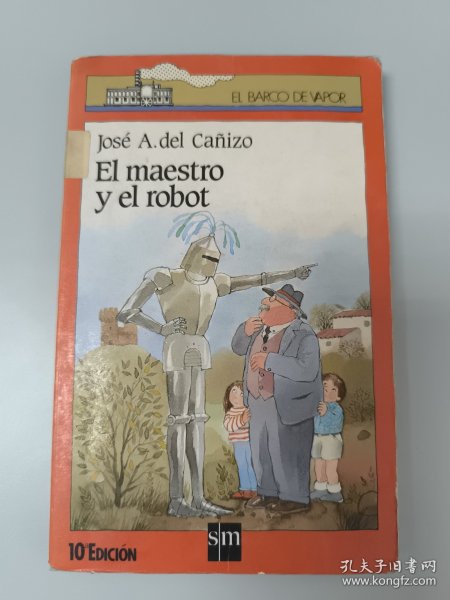 EL BARCO DE VAPOR
José A. del Cañizo
El maestro
y el robot
sm
10ª EDICIÓN
孔夫子旧书网
www.kongfz.com